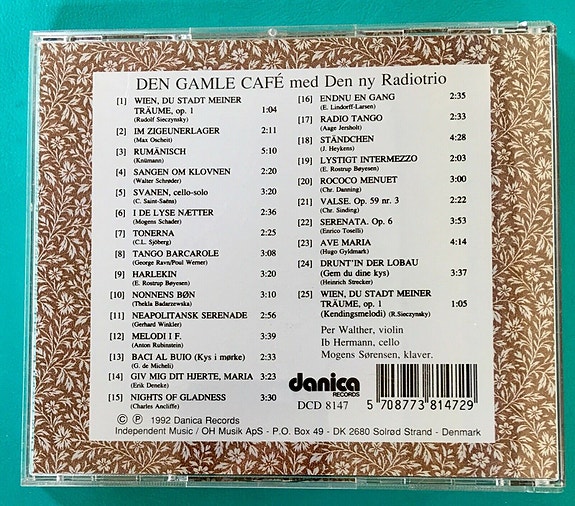 DEN GAMLE CAFÉ med Den ny Radiotrio
[1] WIEN, DU STADT MEINER
TRÄUME, op. 1 1:04
(Rudolf Sieczynsky)
[2] IM ZIGEUNERLAGER 2:11
(Max Oscheit)
[3] RUMÄNISCH 5:10
(Knümann)
[4] SANGEN OM KLOVNEN 2:20
(Walter Schrøder)
[5] SVANEN, cello-solo 3:20
(C. Saint-Saëns)
[6] I DE LYSE NÆTTER 2:36
(Mogens Schader)
[7] TONERNA 2:25
(C.L. Sjöberg)
[8] TANGO BARCAROLE 3:08
(George Ravn/Poul Werner)
[9] HARLEKIN 3:20
(E. Rostrup Bøyesen)
[10] NONNENS BØN 3:10
(Thekla Badarzewska)
[11] NEAPOLITANSK SERENADE 2:56
(Gerhard Winkler)
[12] MELODI I F. 2:39
(Anton Rubinstein)
[13] BACI AL BUIO (Kys i mørke) 2:33
(G. de Micheli)
[14] GIV MIG DIT HJERTE, MARIA 3:23
(Erik Deneke)
[15] NIGHTS OF GLADNESS 3:30
(Charles Ancliffe)
[16] ENDNU EN GANG 2:35
(E. Lindorff-Larsen)
[17] RADIO TANGO 2:33
(Aage Jersholt)
[18] STÄNDCHEN 4:28
(J. Heykens)
[19] LYSTIGT INTERMEZZO 2:03
(E. Rostrup Bøyesen)
[20] ROCOCO MENUET 3:00
(Chr. Danning)
[21] VALSE. Op. 59 nr. 3 2:22
(Chr. Sinding)
[22] SERENATA. Op. 6 3:53
(Enrico Toselli)
[23] AVE MARIA 4:14
(Hugo Gyldmark)
[24] DRUNT'IN DER LOBAU
(Gem du dine kys) 3:37
(Heinrich Strecker)
[25] WIEN, DU STADT MEINER
TRÄUME, op. 1 1:05
(Kendingsmelodi) (R.Sieczynsky)
Per Walther, violin
Ib Hermann, cello
Mogens Sørensen, klaver.
danica
RECORDS
DCD 8147
5 708773 814729
© ℗ 1992 Danica Records
Independent Music / OH Musik ApS - P.O. Box 49 - DK 2680 Solrød Strand - Denmark